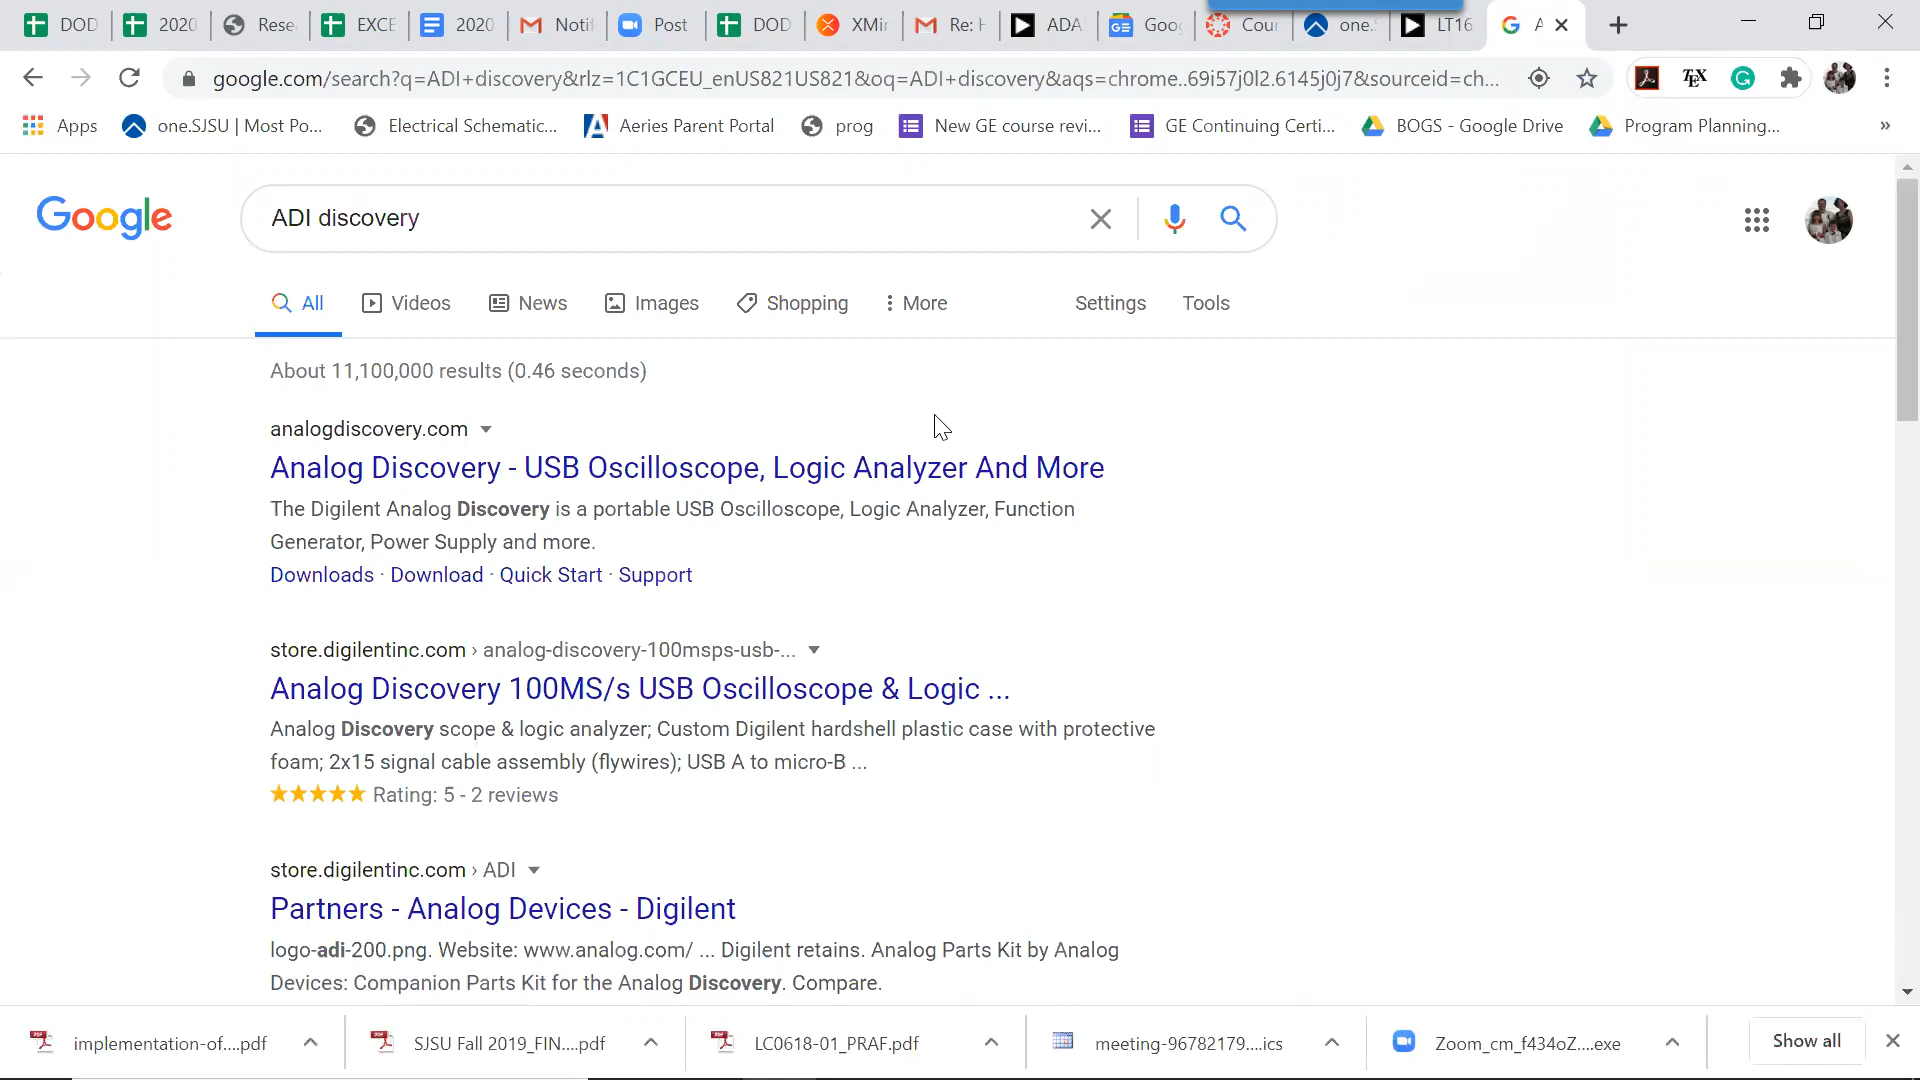 DOD
2020
Rese
EXCE
2020
Notif
Post
DOD
XMir
Re: H
ADA
Goog
Cour
one.S
LT16
google.com/search?q=ADI+discovery&rlz=1C1GCEU_enUS821US821&oq=ADI+discovery&aqs=chrome..69i57j0l2.6145j0j7&sourceid=ch...
Apps
one.SJSU | Most Po...
Electrical Schematic...
Aeries Parent Portal
prog
New GE course revi...
GE Continuing Certi...
BOGS - Google Drive
Program Planning...
»
Google
ADI discovery
All
Videos
News
Images
Shopping
More
Settings
Tools
About 11,100,000 results (0.46 seconds)
analogdiscovery.com
Analog Discovery - USB Oscilloscope, Logic Analyzer And More
The Digilent Analog Discovery is a portable USB Oscilloscope, Logic Analyzer, Function
Generator, Power Supply and more.
Downloads · Download · Quick Start · Support
store.digilentinc.com › analog-discovery-100msps-usb-...
Analog Discovery 100MS/s USB Oscilloscope & Logic ...
Analog Discovery scope & logic analyzer; Custom Digilent hardshell plastic case with protective
foam; 2x15 signal cable assembly (flywires); USB A to micro-B ...
Rating: 5 - 2 reviews
store.digilentinc.com › ADI
Partners - Analog Devices - Digilent
logo-adi-200.png. Website: www.analog.com/ ... Digilent retains. Analog Parts Kit by Analog
Devices: Companion Parts Kit for the Analog Discovery. Compare.
implementation-of....pdf
SJSU Fall 2019_FIN....pdf
LC0618-01_PRAF.pdf
meeting-96782179....ics
Zoom_cm_f434oZ....exe
Show all